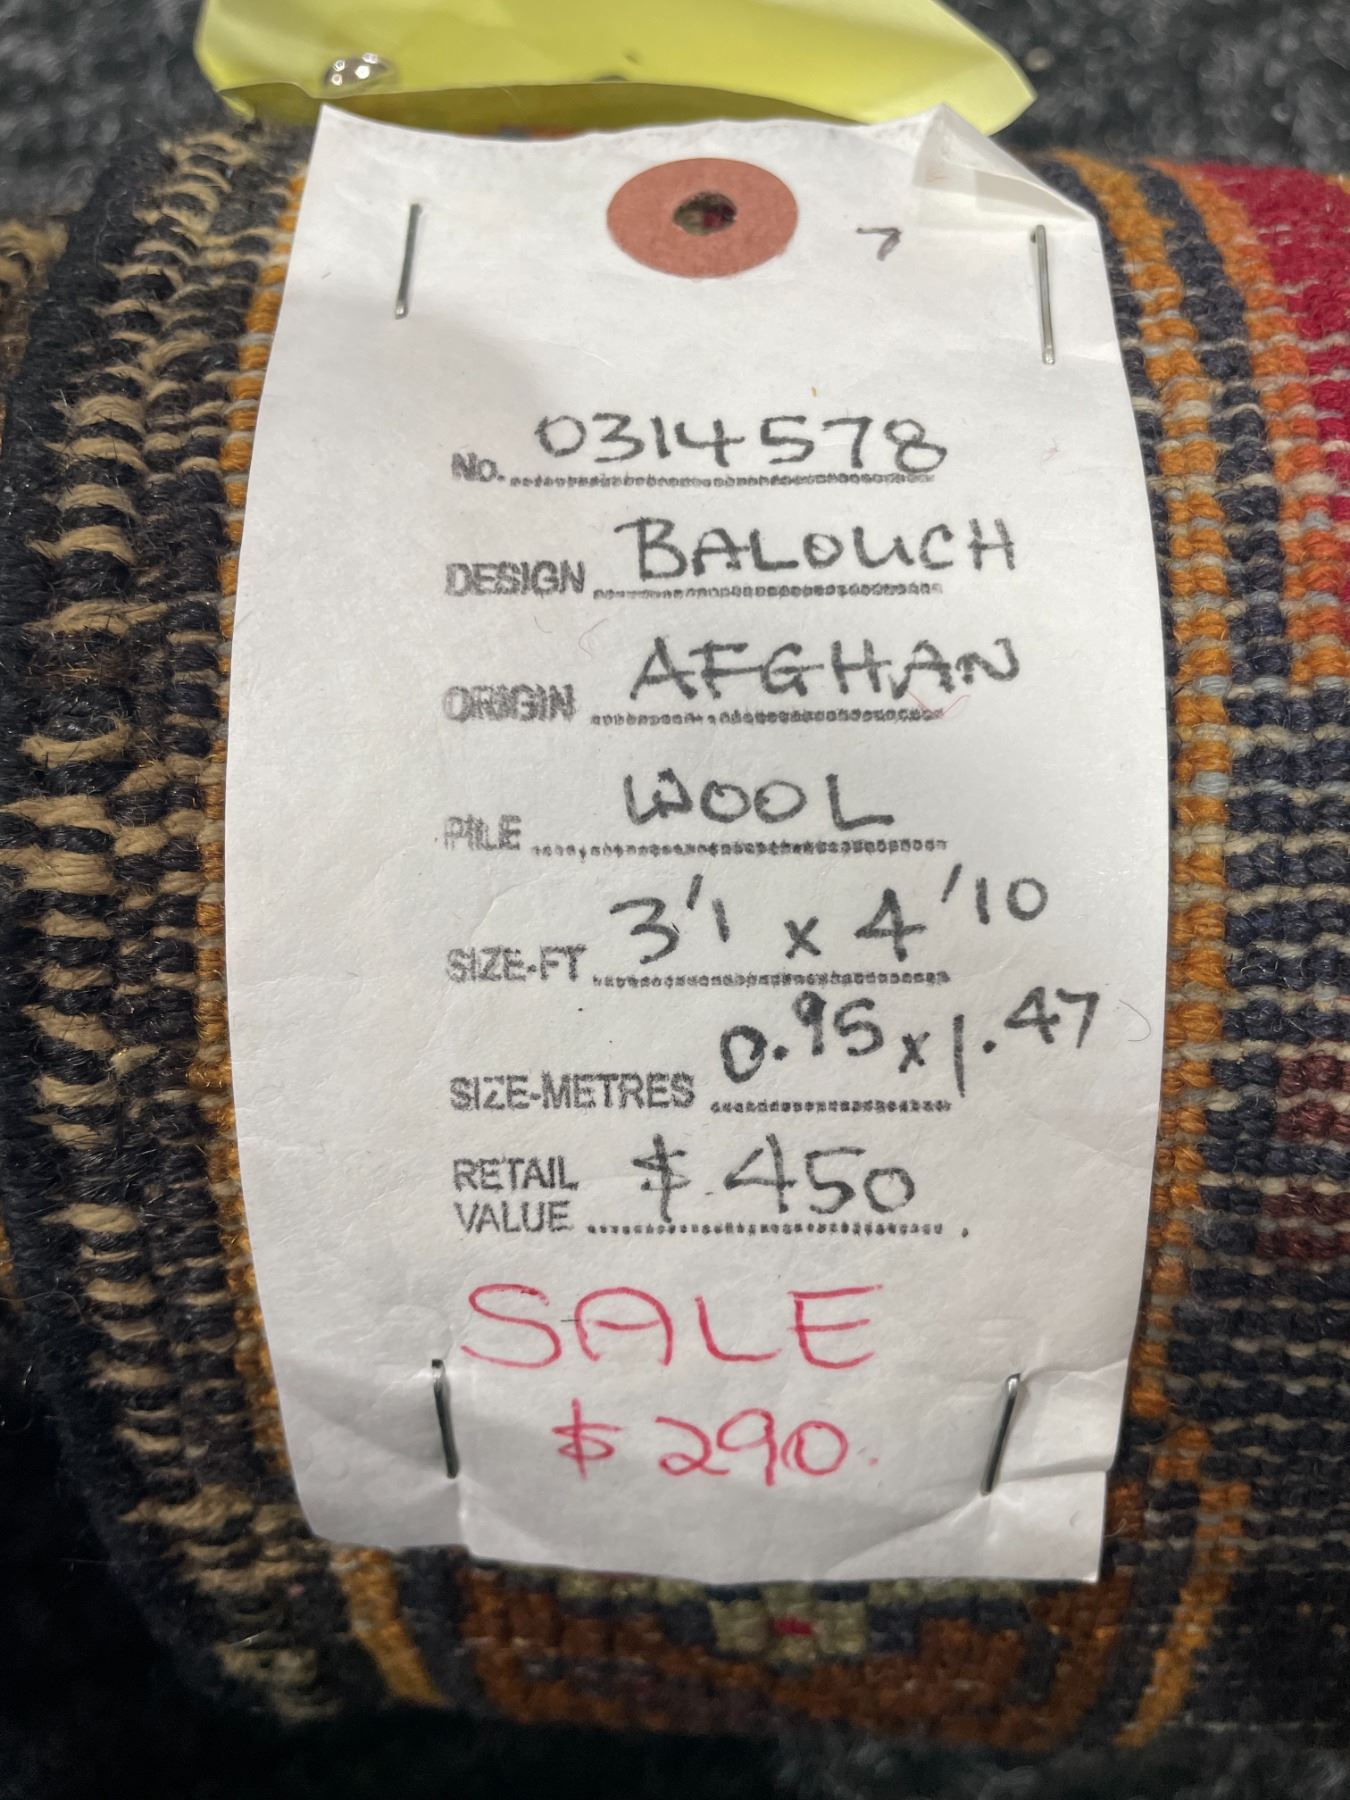 7
No. 0314578
DESIGN BALOUCH
ORIGIN AFGHAN
PILE WOOL
SIZE-FT 3'1 x 4'10
SIZE-METRES 0.95 x 1.47
RETAIL VALUE $ 450
SALE
$ 290.